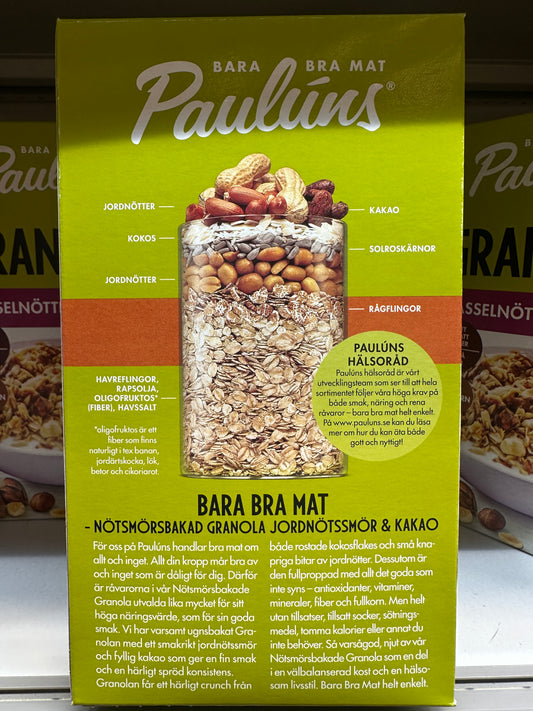 BARA BRA MAT
Paulúns®
JORDNÖTTER
KAKAO
KOKOS
SOLROSKÄRNOR
JORDNÖTTER
RÅGFLINGOR
HAVREFLINGOR,
RAPSOLJA,
OLIGOFRUKTOS*
(FIBER), HAVSSALT
*oligofruktos är ett
fiber som finns
naturligt i tex banan,
jordärtskocka, lök,
betor och cikoriarot.
PAULÚNS
HÄLSORÅD
Paulúns hälsoråd är vårt
utvecklingsteam som ser till att hela
sortimentet följer våra höga krav på
både smak, näring och rena
råvaror – bara bra mat helt enkelt.
På www.pauluns.se kan du läsa
mer om hur du kan äta både
gott och nyttigt!
BARA BRA MAT
- NÖTSMÖRSBAKAD GRANOLA JORDNÖTSSMÖR & KAKAO
För oss på Paulúns handlar bra mat om
allt och inget. Allt din kropp mår bra av
och inget som är dåligt för dig. Därför
är råvarorna i vår Nötsmörsbakade
Granola utvalda lika mycket för sitt
höga näringsvärde, som för sin goda
smak. Vi har varsamt ugnsbakat Gra-
nolan med ett smakrikt jordnötssmör
och fyllig kakao som ger en fin smak
och en härligt spröd konsistens.
Granolan får ett härligt crunch från
både rostade kokosflakes och små kna-
priga bitar av jordnötter. Dessutom är
den fullproppad med allt det goda som
inte syns – antioxidanter, vitaminer,
mineraler, fiber och fullkorn. Men helt
utan tillsatser, tillsatt socker, sötnings-
medel, tomma kalorier eller annat du
inte behöver. Så varsågod, njut av vår
Nötsmörsbakade Granola som en del
i en välbalanserad kost och en hälso-
sam livsstil. Bara Bra Mat helt enkelt.
BARA
Paul
RAN
SELNÖTT
B
Pa
GRA
ASSELNÖT